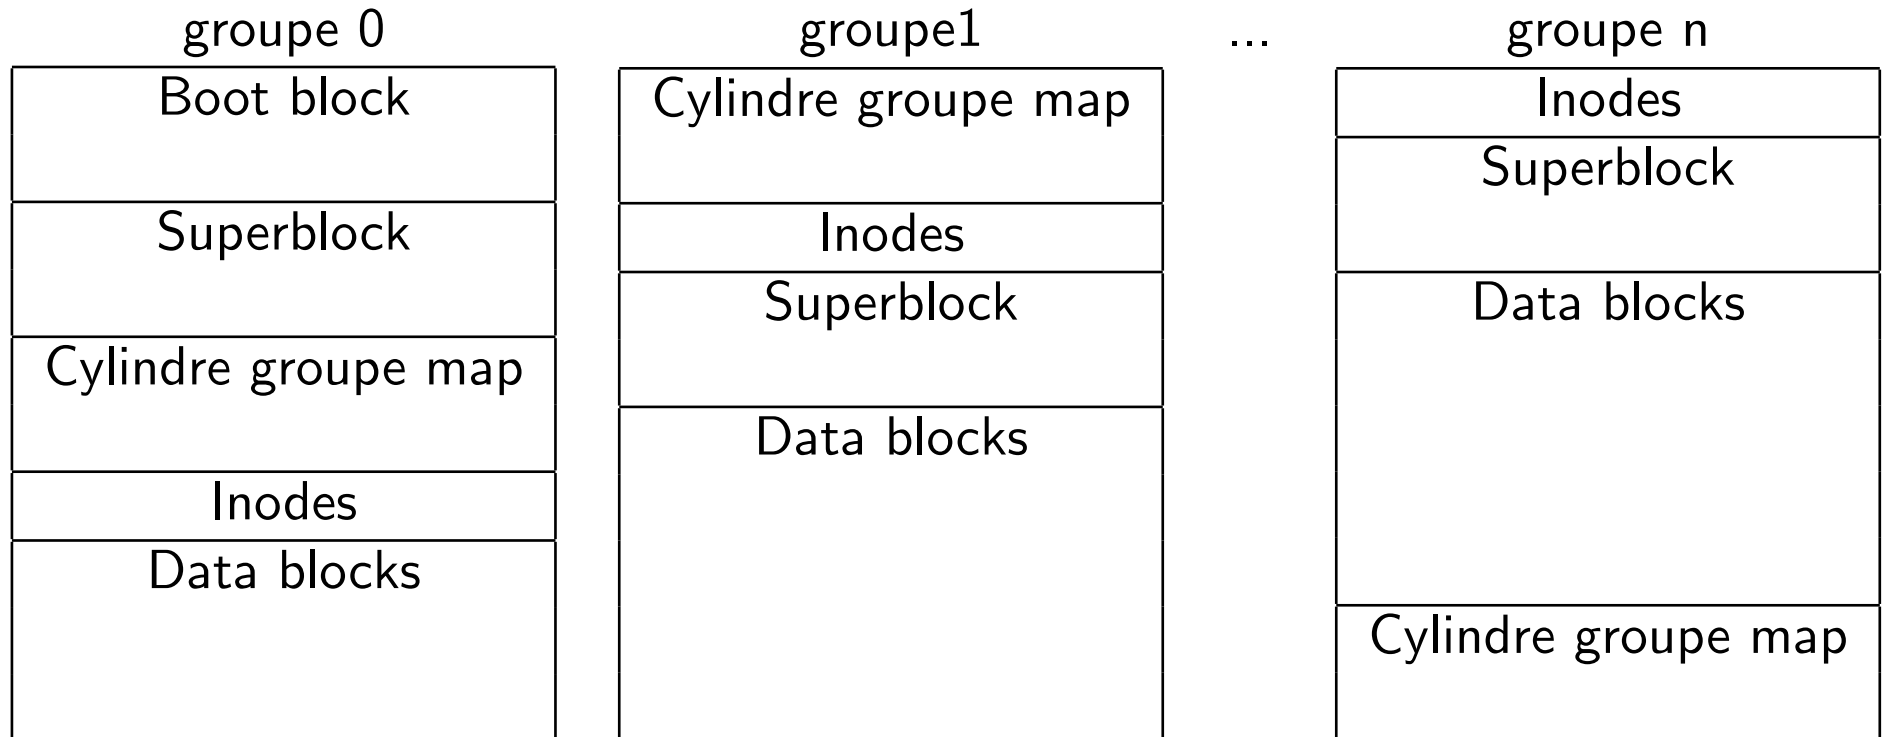 groupe 0
Boot block
Superblock
Cylindre groupe map
Inodes
Data blocks
groupe1
Cylindre groupe map
Inodes
Superblock
Data blocks
...
groupe n
Inodes
Superblock
Data blocks
Cylindre groupe map